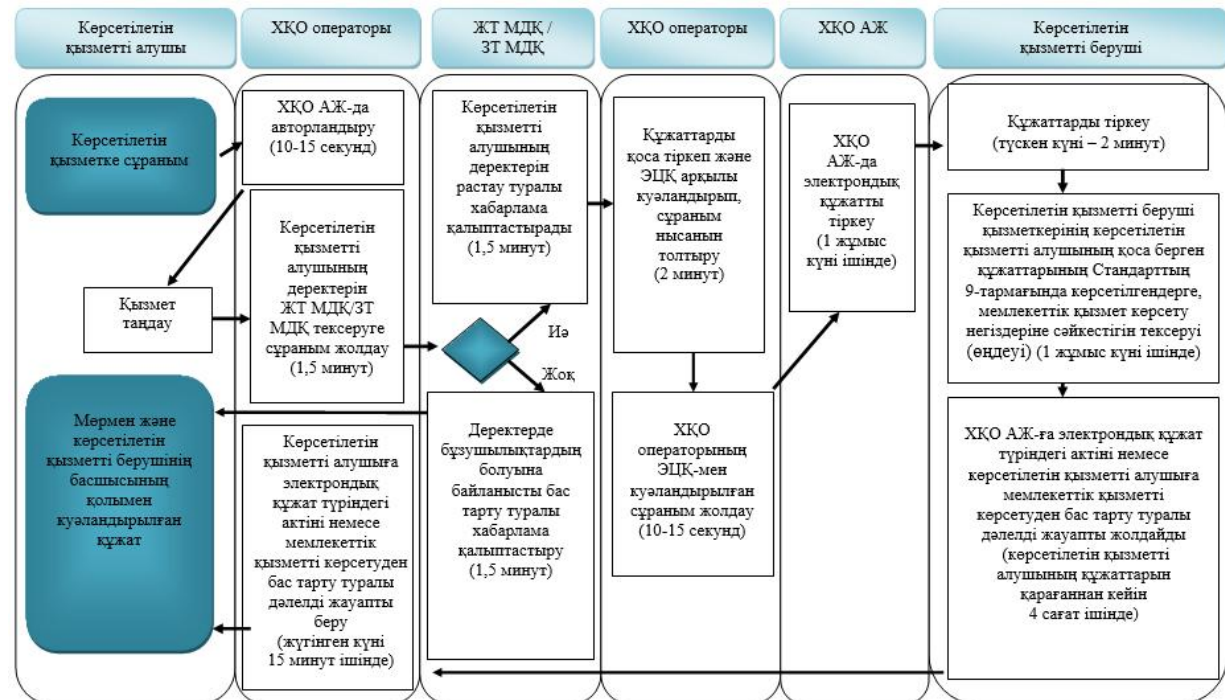 Көрсетілетін
қызметті алушы
ХҚО операторы
ЖТ МДҚ /
ЗТ МДҚ
ХҚО операторы
ХҚО АЖ
Көрсетілетін
қызметті беруші
Көрсетілетін
қызметке сұраным
ХҚО АЖ-да
авторландыру
(10-15 секунд)
Қызмет
таңдау
Көрсетілетін
қызметті
алушының
деректерін
ЖТ МДҚ/ЗТ
МДҚ тексеруге
сұраным жолдау
(1,5 минут)
Көрсетілетін
қызметті
алушының
деректерін
растау туралы
хабарлама
қалыптастырады
(1,5 минут)
Иә
Жоқ
Деректерде
бұзушылықтардың
болуына
байланысты бас
тарту туралы
хабарлама
қалыптастыру
(1,5 минут)
Құжаттарды
қоса тіркеп және
ЭЦҚ арқылы
куәландырып,
сұраным
нысанын
толтыру
(2 минут)
ХҚО
операторының
ЭЦҚ-мен
куәландырылған
сұраным жолдау
(10-15 секунд)
ХҚО
АЖ-да
электрондық
құжатты
тіркеу
(1 жұмыс
күні ішінде)
Құжаттарды тіркеу
(түскен күні – 2 минут)
Көрсетілетін қызметті беруші
қызметкерінің көрсетілетін
қызметті алушының қоса берген
құжаттарының Стандарттың
9-тармағында көрсетілгендерге,
мемлекеттік қызмет көрсету
негіздеріне сәйкестігін тексеруі
(өңдеуі) (1 жұмыс күні ішінде)
ХҚО АЖ-ға электрондық құжат
түріндегі актіні немесе
көрсетілетін қызметті алушыға
мемлекеттік қызметті
көрсетуден бас тарту туралы
дәлелді жауапты жолдайды
(көрсетілетін қызметті
алушының құжаттарын
қарағаннан кейін
4 сағат ішінде)
Көрсетілетін
қызметті алушыға
электрондық
құжат түріндегі
актіні немесе
мемлекеттік
қызметті көрсетуден
бас тарту туралы
дәлелді жауапты
беру
(жүгінген күні
15 минут ішінде)
Мөрмен және
көрсетілетін
қызметті берушінің
басшысының
қолымен
куәландырылған
құжат